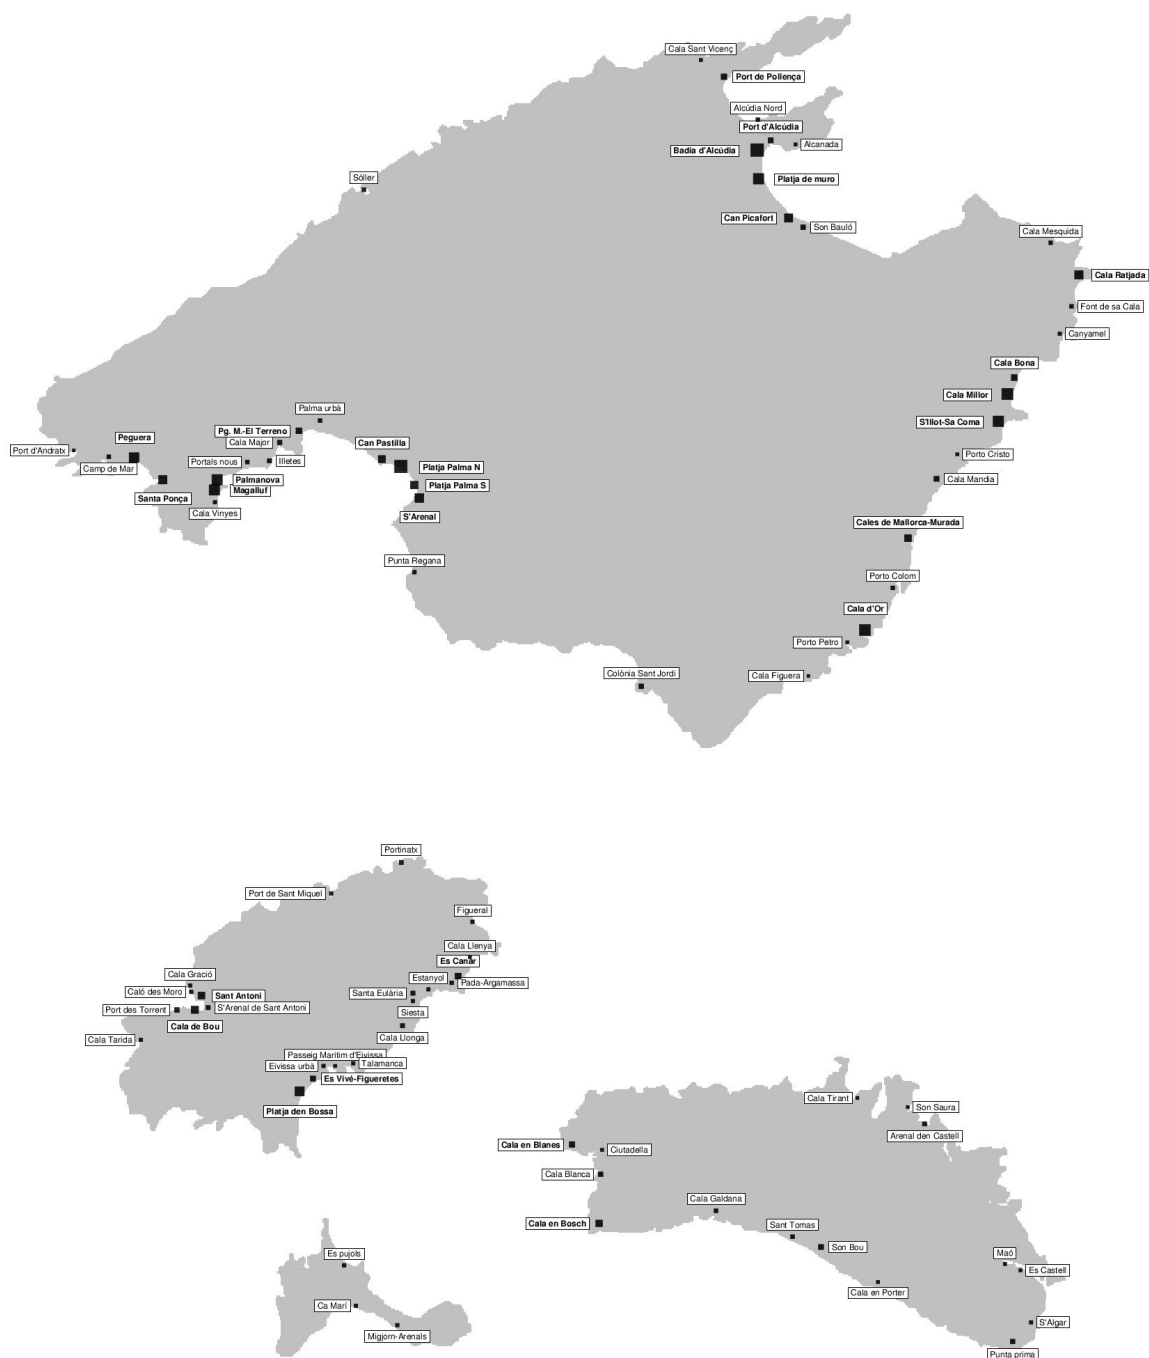 Cala Sant Vicenç
Port de Pollença
Alcúdia Nord
Port d'Alcúdia
Alcanada
Badia d'Alcúdia
Sóller
Platja de muro
Can Picafort
Son Bauló
Cala Mesquida
Cala Ratjada
Font de sa Cala
Canyamel
Cala Bona
Cala Millor
S'Illot-Sa Coma
Palma urbà
Pg. M.-El Terreno
Peguera
Cala Major
Can Pastilla
Port d'Andratx
Porto Cristo
Camp de Mar
Portals nous
Illetes
Platja Palma N
Palmanova
Cala Mandia
Platja Palma S
Magalluf
Santa Ponça
Cala Vinyes
S'Arenal
Cales de Mallorca-Murada
Punta Regana
Porto Colom
Cala d'Or
Porto Petro
Colònia Sant Jordi
Cala Figuera
Portinatx
Port de Sant Miquel
Figueral
Cala Llenya
Es Canar
Cala Gració
Estanyol
Pada-Argamassa
Caló des Moro
Sant Antoni
Santa Eulària
Port des Torrent
S'Arenal de Sant Antoni
Siesta
Cala de Bou
Cala Tarida
Cala Llonga
Passeig Maritim d'Eivissa
Eivissa urbà
Talamanca
Es Vivé-Figueretes
Platja den Bossa
Cala Tirant
Son Saura
Arenal den Castell
Cala en Blanes
Ciutadella
Cala Blanca
Cala Galdana
Cala en Bosch
Sant Tomas
Son Bou
Maó
Es Castell
Cala en Porter
S'Algar
Punta prima
Es pujols
Ca Marí
Migjorn-Arenals